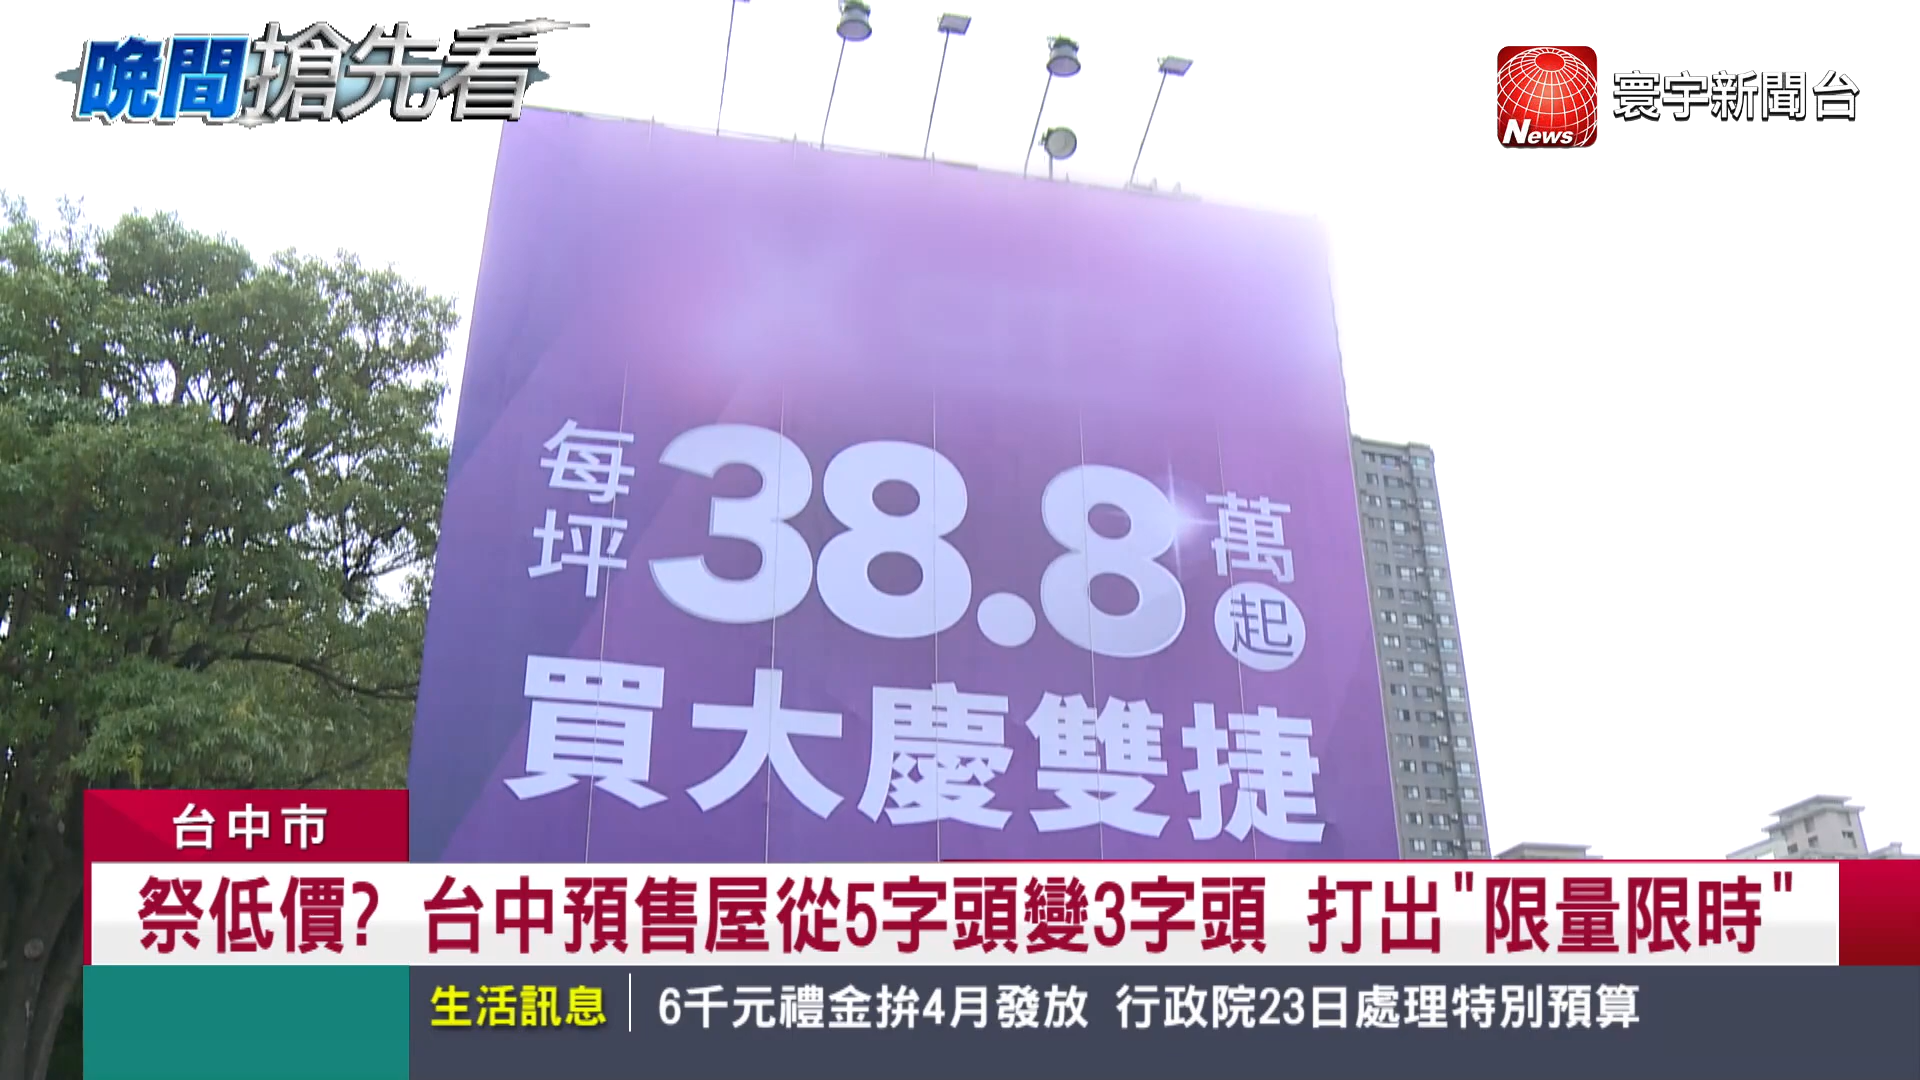 晚間搶先看
News 寰宇新聞台
每坪38.8萬起
買大慶雙捷
台中市
祭低價? 台中預售屋從5字頭變3字頭 打出"限量限時"
生活訊息 6千元禮金拚4月發放 行政院23日處理特別預算